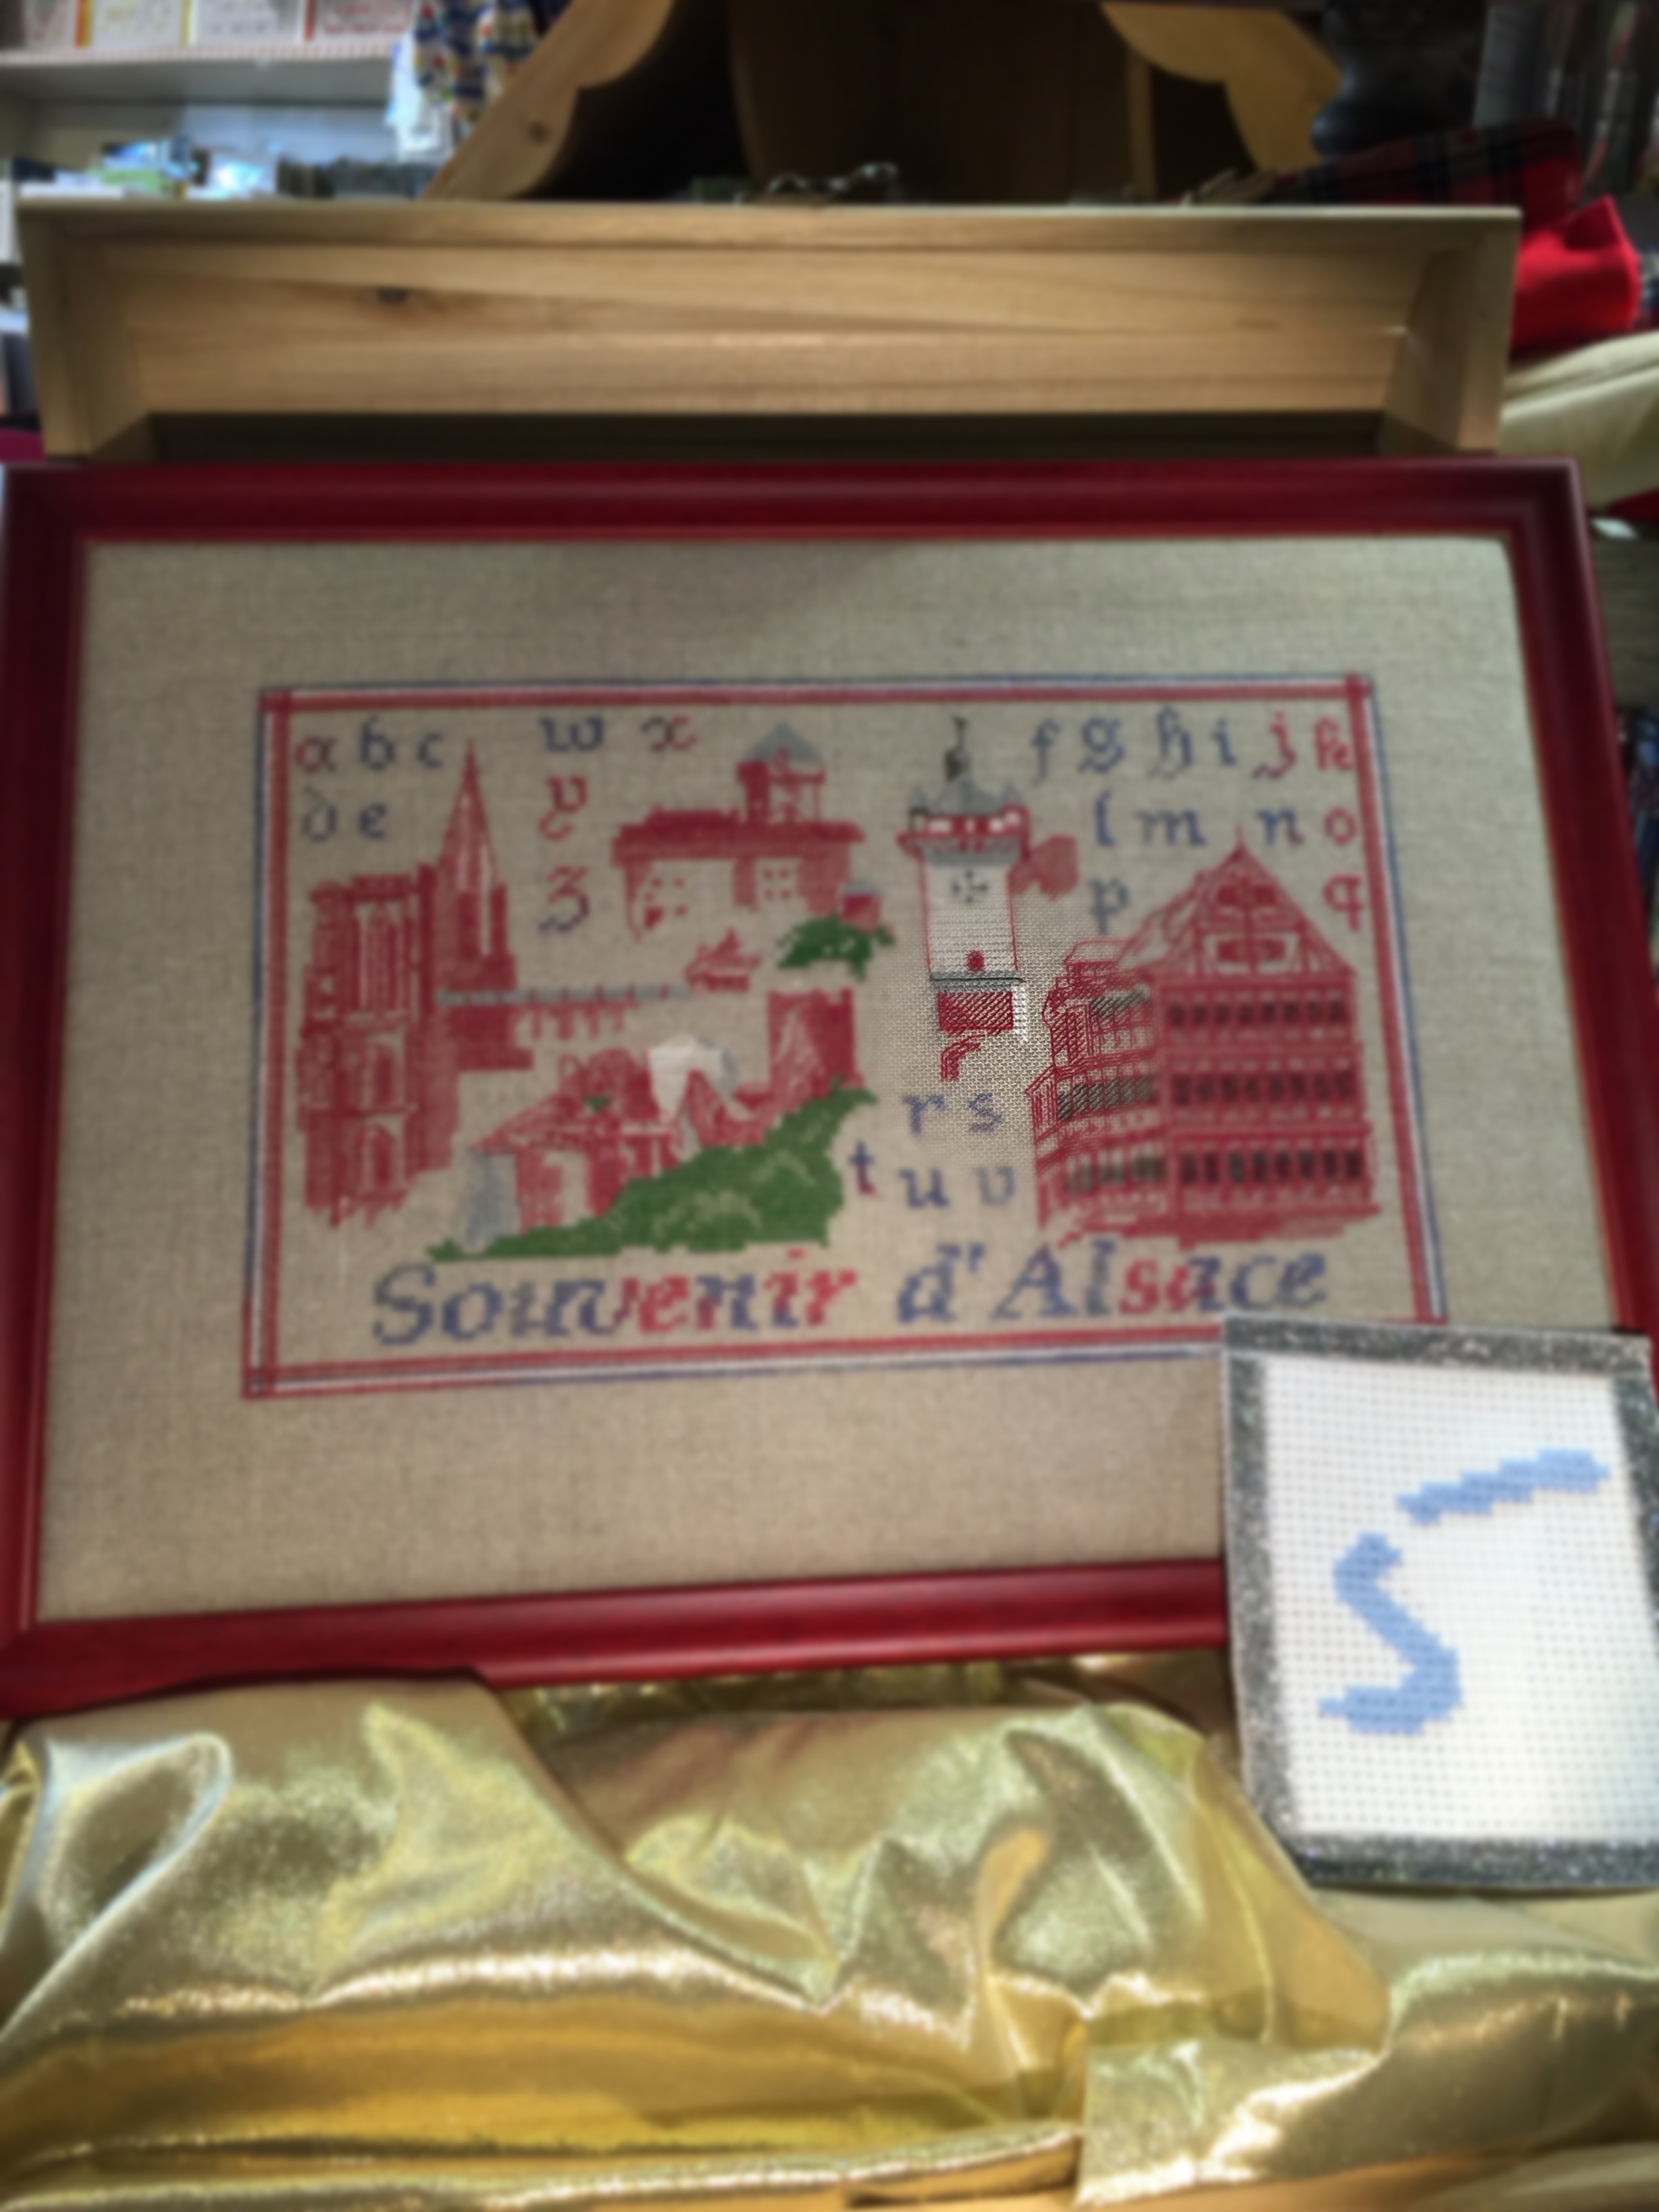 a b c w x f g h i j k
d e y l m n o
z p q
r s
t u v
Souvenir d'Alsace
S